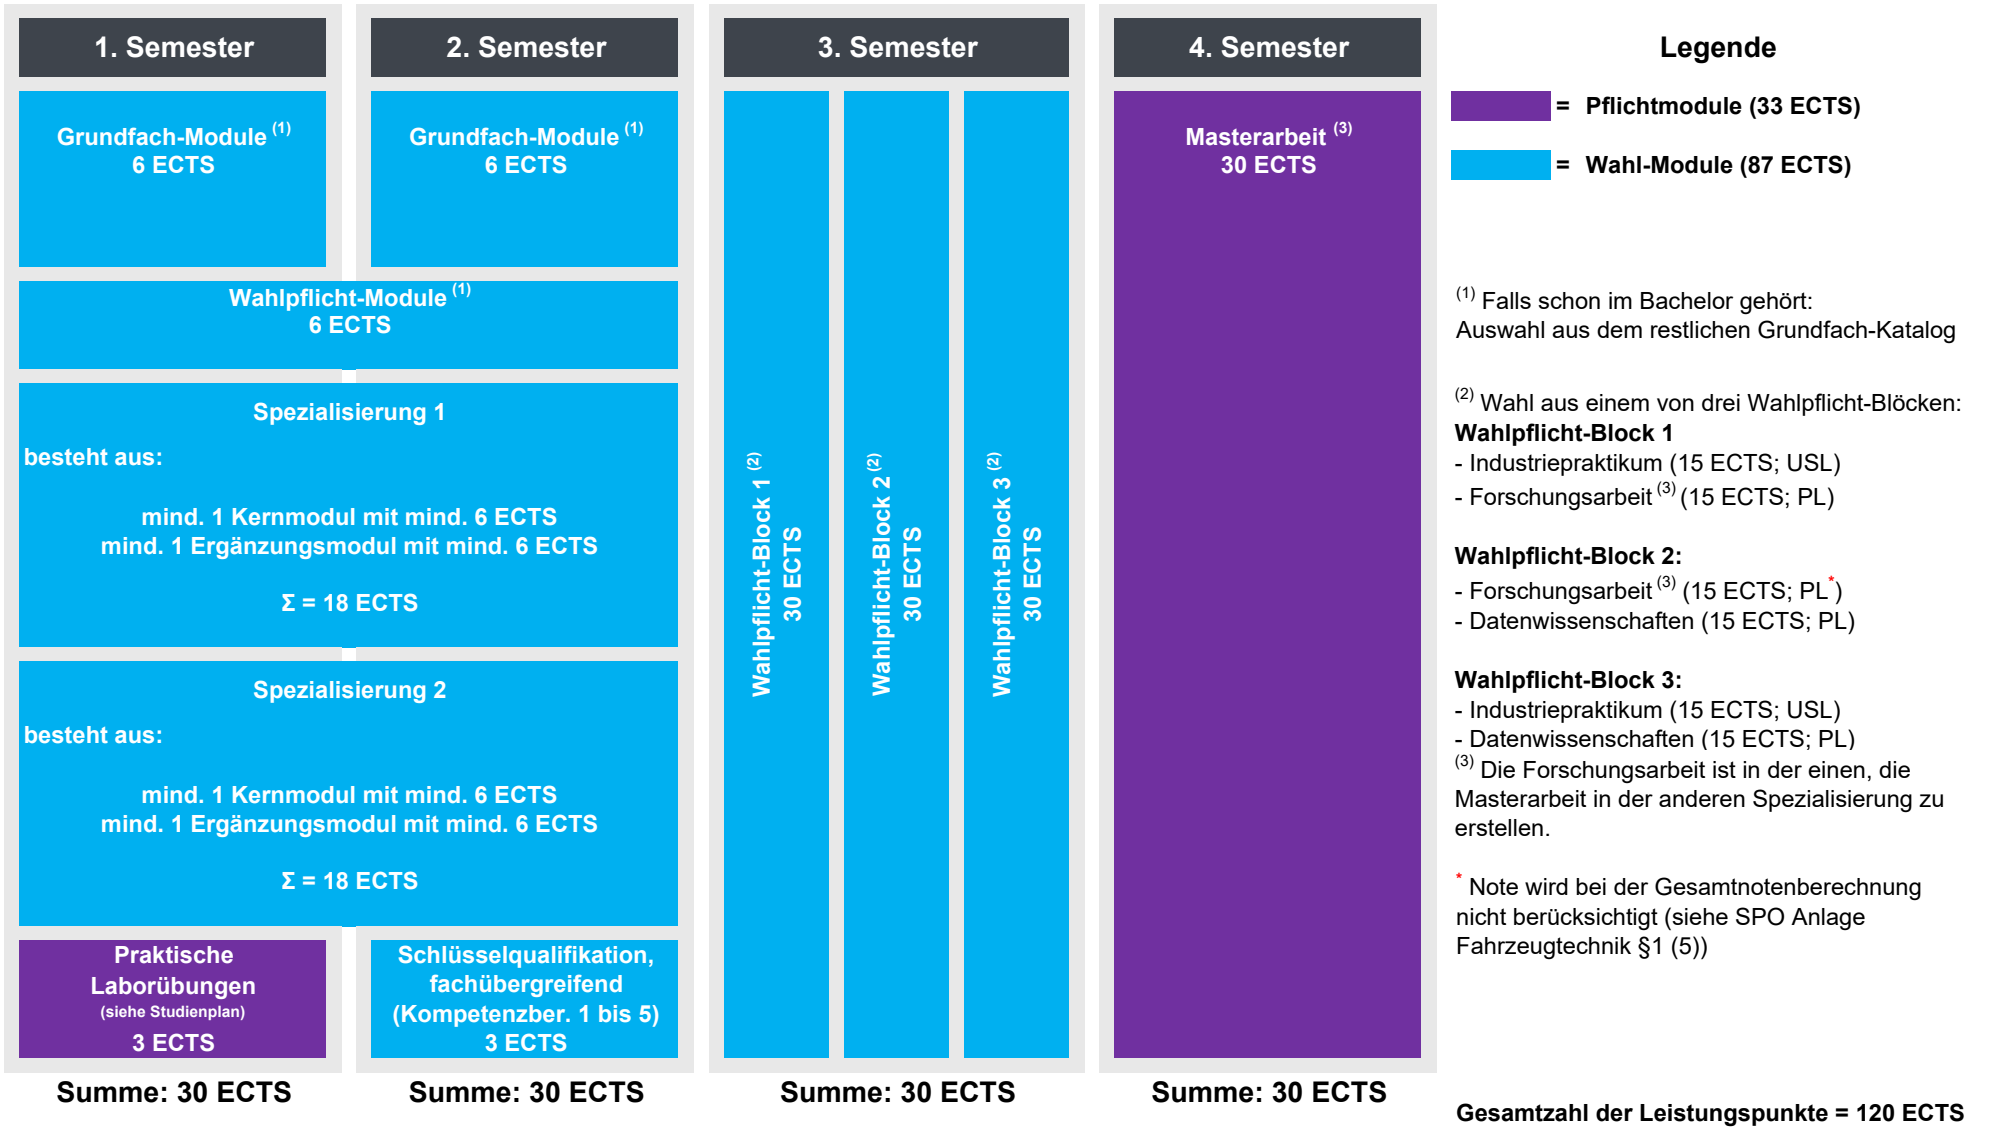 1. Semester
Grundfach-Module (1)
6 ECTS
2. Semester
Grundfach-Module (1)
6 ECTS
Wahlpflicht-Module (1)
6 ECTS
Spezialisierung 1
besteht aus:
mind. 1 Kernmodul mit mind. 6 ECTS
mind. 1 Ergänzungsmodul mit mind. 6 ECTS
Σ = 18 ECTS
Spezialisierung 2
besteht aus:
mind. 1 Kernmodul mit mind. 6 ECTS
mind. 1 Ergänzungsmodul mit mind. 6 ECTS
Σ = 18 ECTS
Praktische
Laborübungen
(siehe Studienplan)
3 ECTS
Schlüsselqualifikation,
fachübergreifend
(Kompetenzber. 1 bis 5)
3 ECTS
Summe: 30 ECTS
Summe: 30 ECTS
3. Semester
Wahlpflicht-Block 1 (2)
30 ECTS
Wahlpflicht-Block 2 (2)
30 ECTS
Wahlpflicht-Block 3 (2)
30 ECTS
Summe: 30 ECTS
4. Semester
Masterarbeit (3)
30 ECTS
Summe: 30 ECTS
Legende
= Pflichtmodule (33 ECTS)
= Wahl-Module (87 ECTS)
(1) Falls schon im Bachelor gehört:
Auswahl aus dem restlichen Grundfach-Katalog
(2) Wahl aus einem von drei Wahlpflicht-Blöcken:
Wahlpflicht-Block 1
- Industriepraktikum (15 ECTS; USL)
- Forschungsarbeit (3) (15 ECTS; PL)
Wahlpflicht-Block 2:
- Forschungsarbeit (3) (15 ECTS; PL*)
- Datenwissenschaften (15 ECTS; PL)
Wahlpflicht-Block 3:
- Industriepraktikum (15 ECTS; USL)
- Datenwissenschaften (15 ECTS; PL)
(3) Die Forschungsarbeit ist in der einen, die
Masterarbeit in der anderen Spezialisierung zu
erstellen.
* Note wird bei der Gesamtnotenberechnung
nicht berücksichtigt (siehe SPO Anlage
Fahrzeugtechnik §1 (5))
Gesamtzahl der Leistungspunkte = 120 ECTS